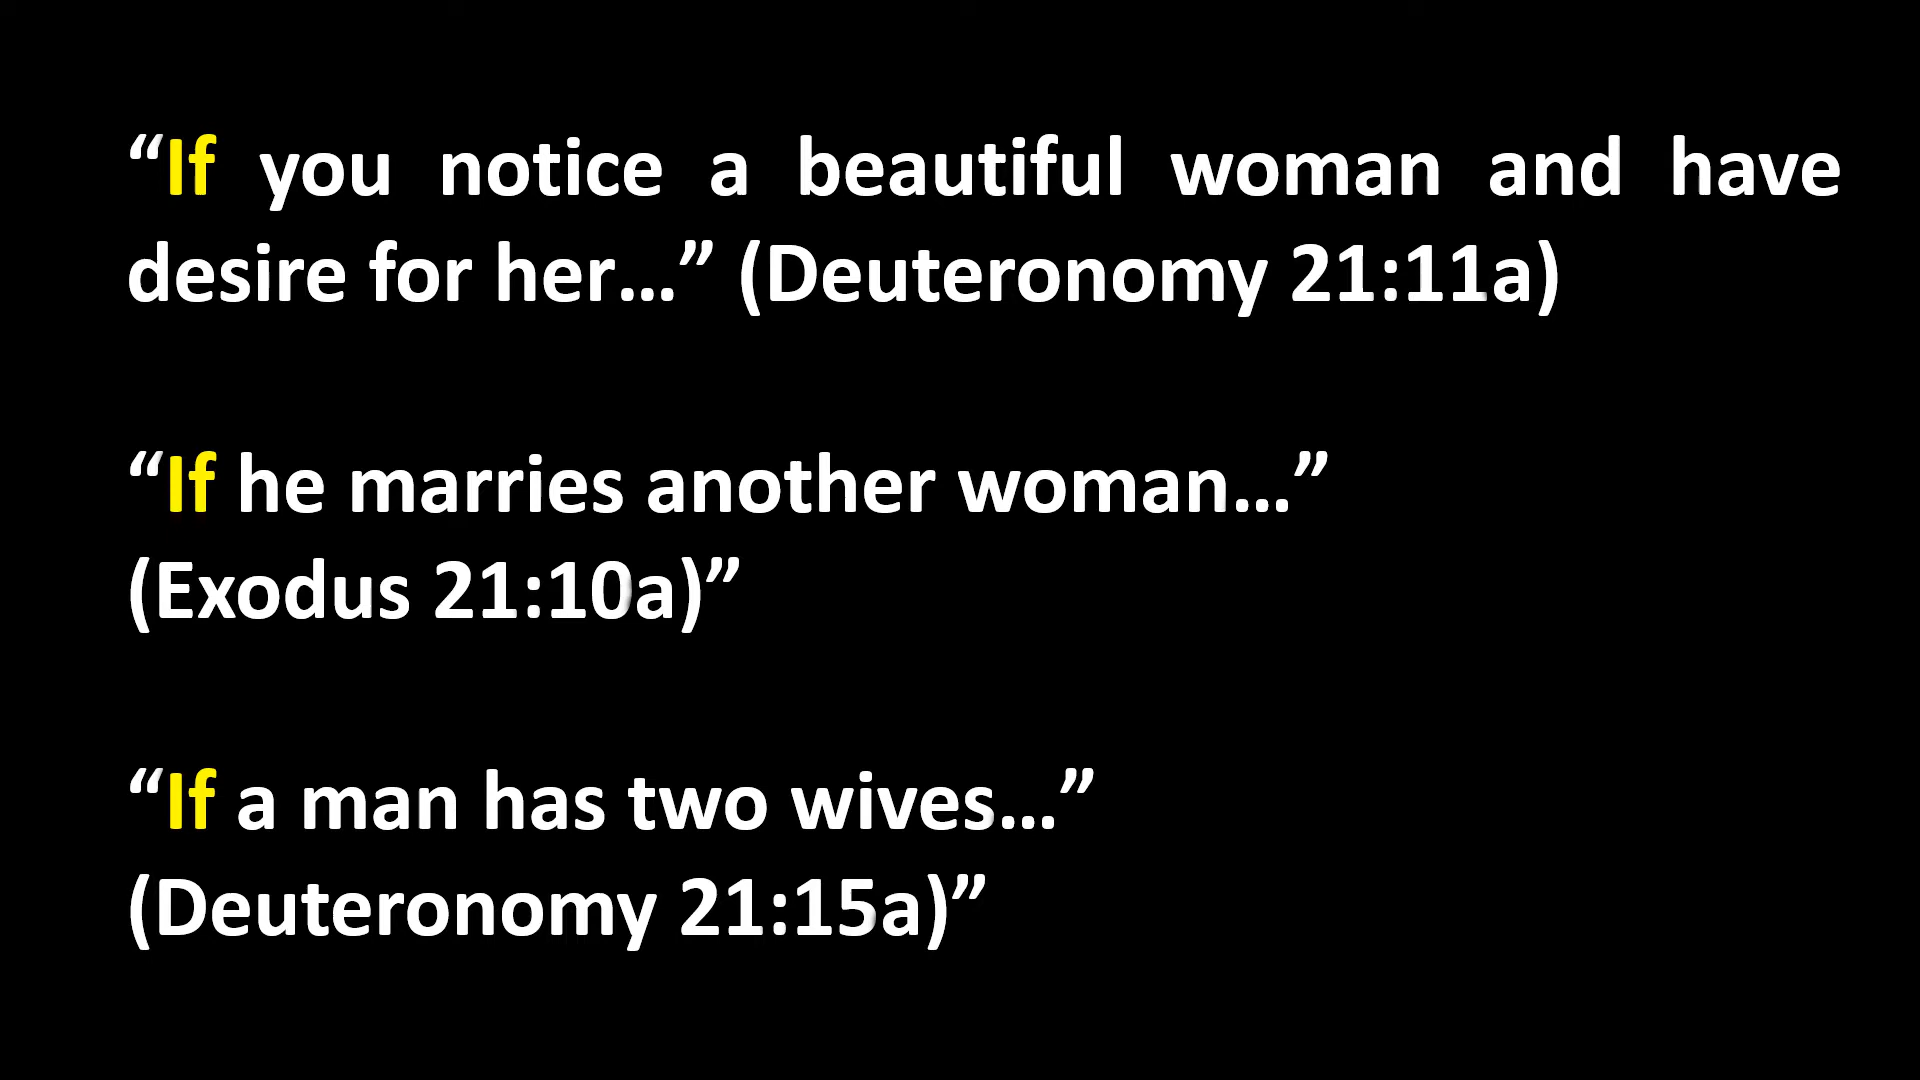 “If you notice a beautiful woman and have
desire for her…” (Deuteronomy 21:11a)
“If he marries another woman…”
(Exodus 21:10a)”
“If a man has two wives…”
(Deuteronomy 21:15a)”